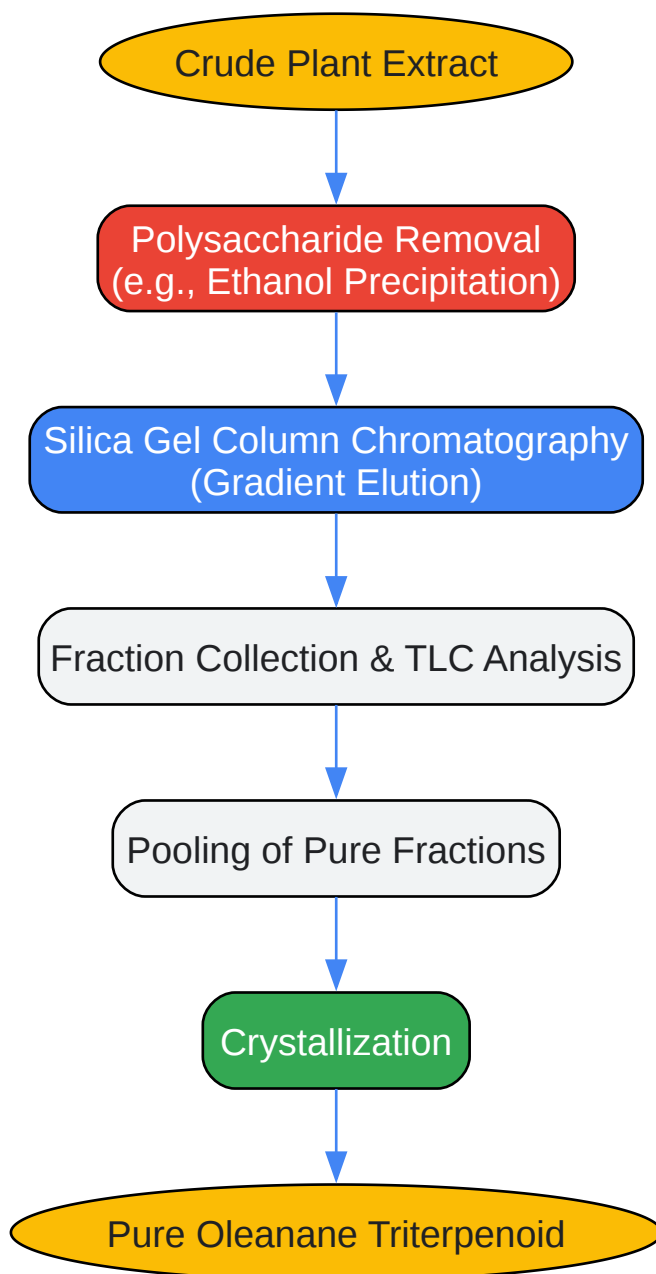 Crude Plant Extract
Polysaccharide Removal
(e.g., Ethanol Precipitation)
Silica Gel Column Chromatography
(Gradient Elution)
Fraction Collection & TLC Analysis
Pooling of Pure Fractions
Crystallization
Pure Oleanane Triterpenoid